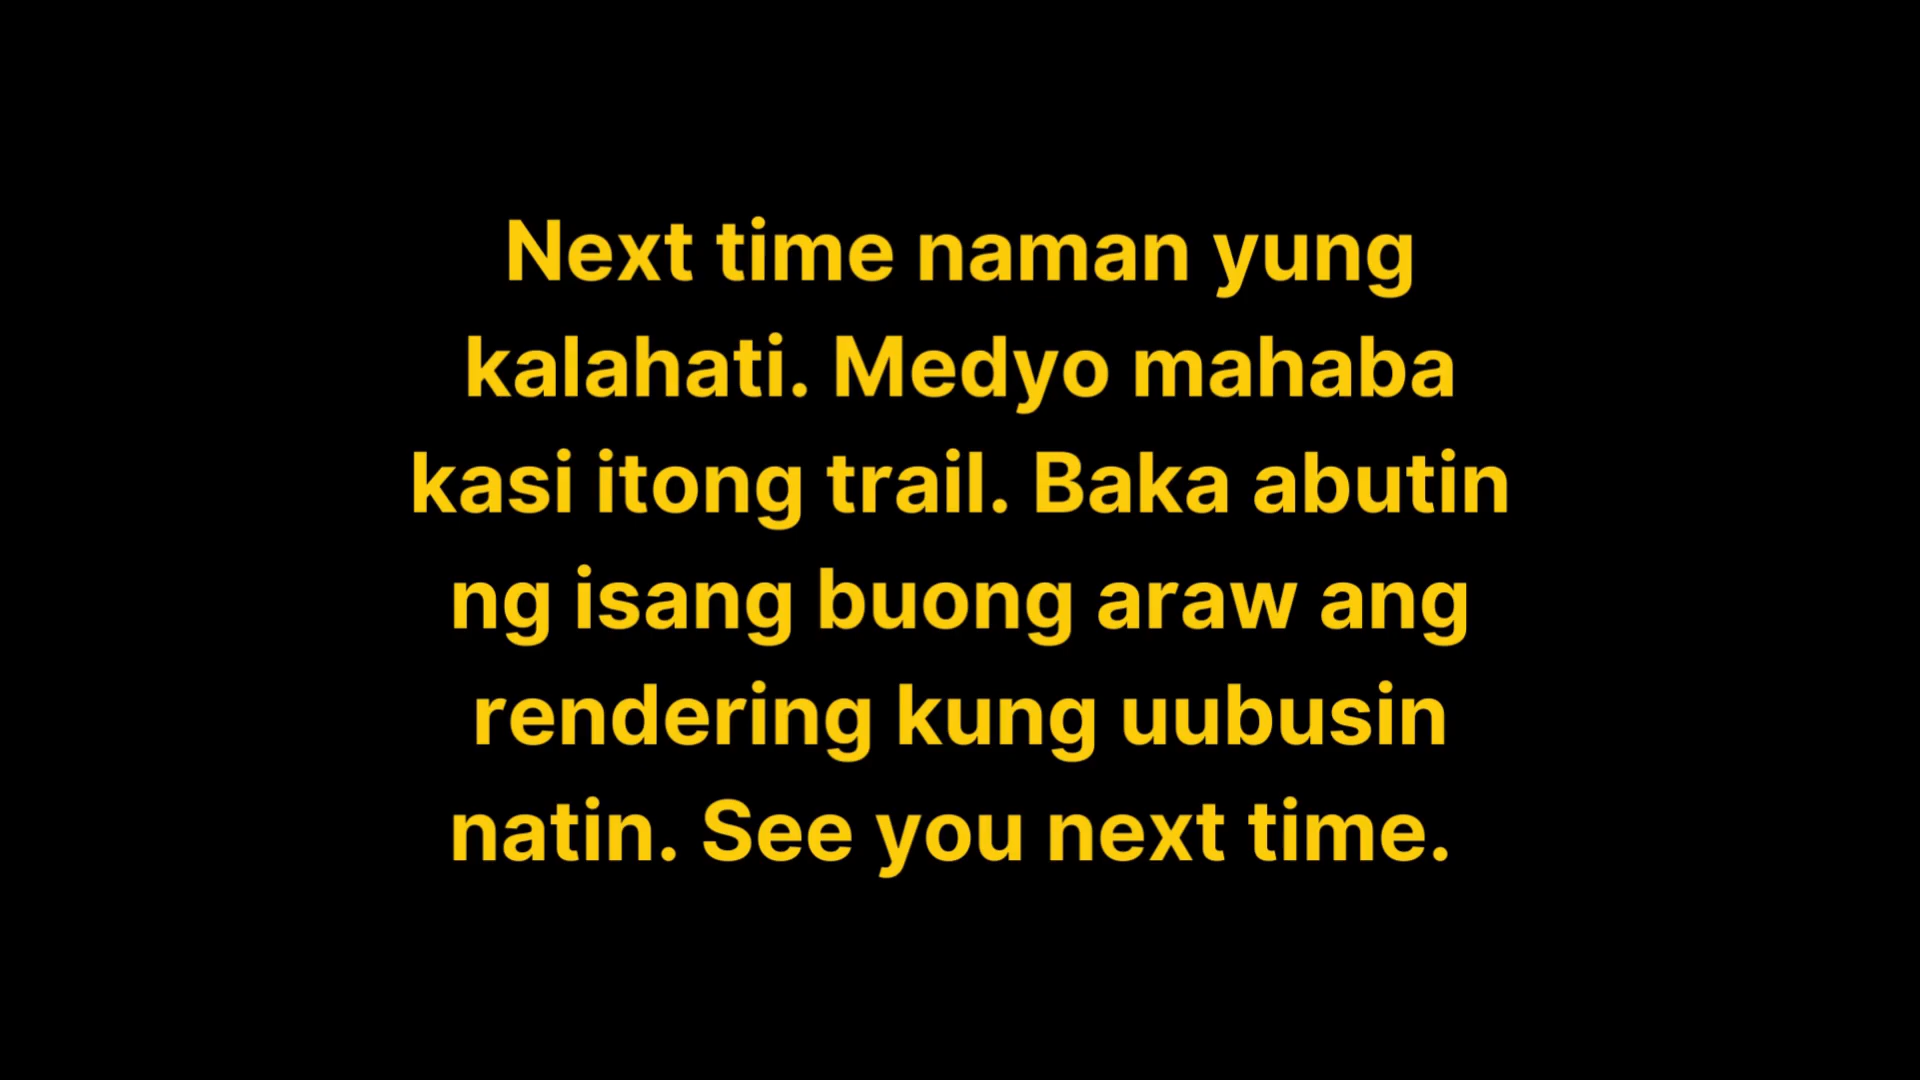 Next time naman yung
kalahati. Medyo mahaba
kasi itong trail. Baka abutin
ng isang buong araw ang
rendering kung uubusin
natin. See you next time.